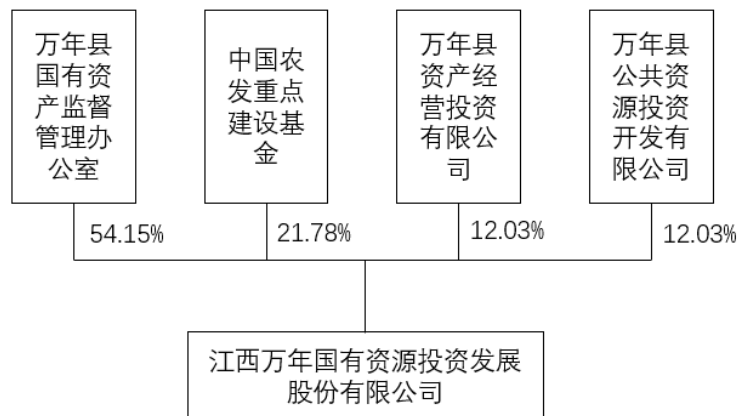 万年县
国有资
产监督
管理办
公室
中国农
发重点
建设基
金
万年县
资产经
营投资
有限公
司
万年县
公共资
源投资
开发有
限公司
54.15%
21.78%
12.03%
12.03%
江西万年国有资源投资发展
股份有限公司